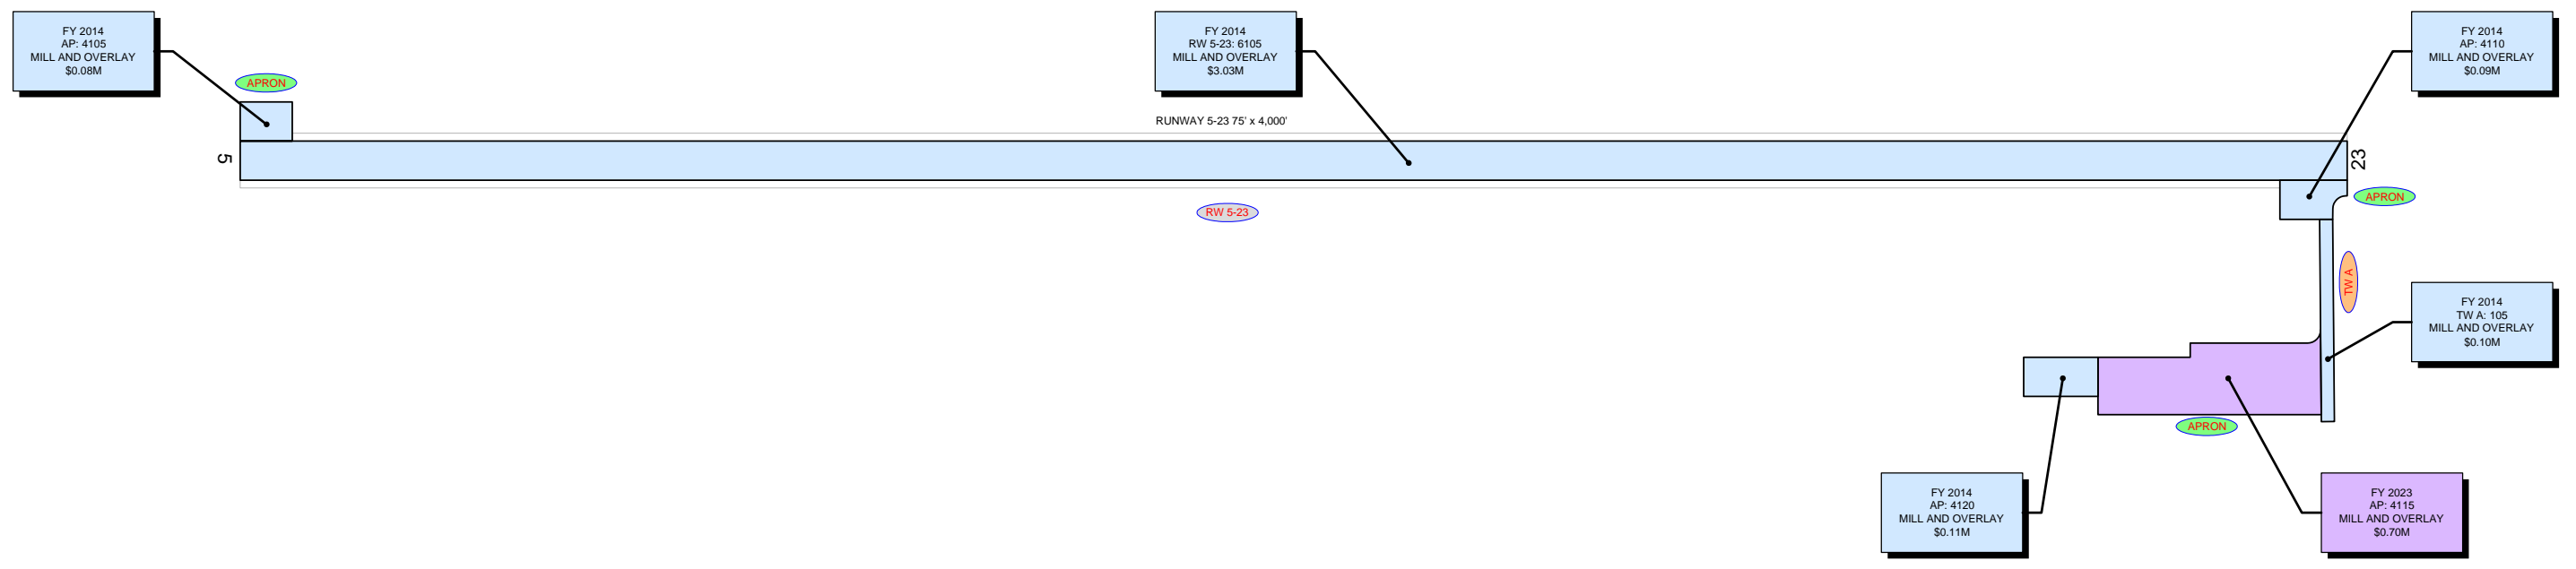 FY 2014
AP: 4105
MILL AND OVERLAY
$0.08M
FY 2014
RW 5-23: 6105
MILL AND OVERLAY
$3.03M
FY 2014
AP: 4110
MILL AND OVERLAY
$0.09M
APRON
RUNWAY 5-23 75' x 4,000'
5
23
APRON
RW 5-23
TW A
FY 2014
TW A: 105
MILL AND OVERLAY
$0.10M
APRON
FY 2014
AP: 4120
MILL AND OVERLAY
$0.11M
FY 2023
AP: 4115
MILL AND OVERLAY
$0.70M